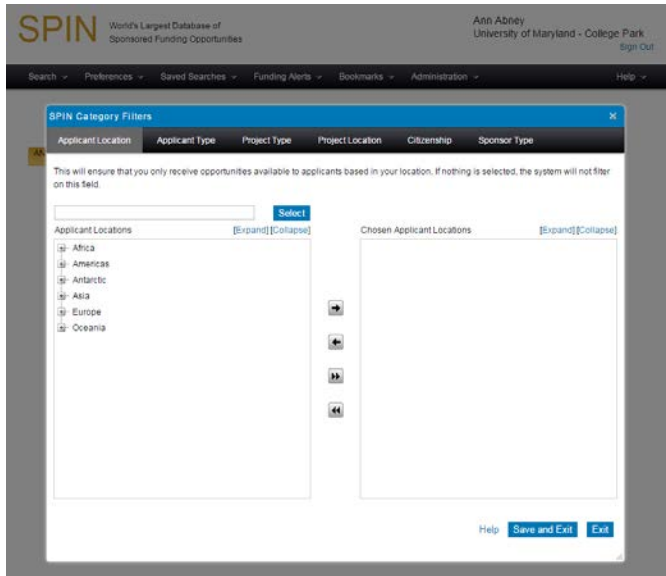 SPIN
World's Largest Database of
Sponsored Funding Opportunities
Ann Abney
University of Maryland - College Park
Sign Out
Search
Preferences
Saved Searches
Funding Alerts
Bookmarks
Administration
Help
SPIN Category Filters
Applicant Location
Applicant Type
Project Type
Project Location
Citizenship
Sponsor Type
This will ensure that you only receive opportunities available to applicants based in your location. If nothing is selected, the system will not filter
on this field.
Select
Applicant Locations [Expand] [Collapse]
Chosen Applicant Locations [Expand] [Collapse]
Africa
Americas
Antarctic
Asia
Europe
Oceania
Help
Save and Exit
Exit